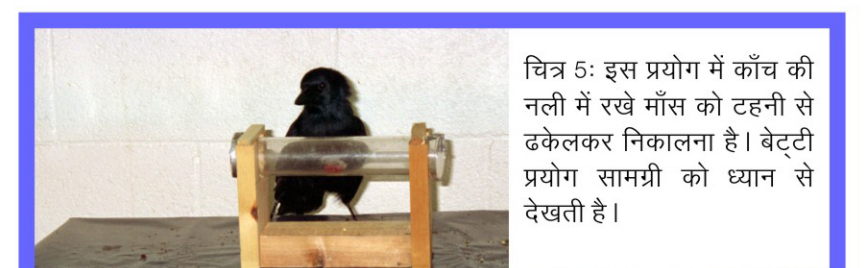 चित्र 5: इस प्रयोग में काँच की
नली में रखे माँस को टहनी से
ढकेलकर निकालना है। बेट्टी
प्रयोग सामग्री को ध्यान से
देखती है।